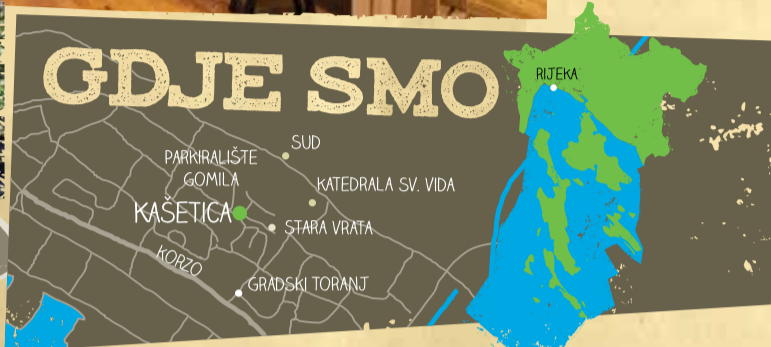 GDJE SMO
RIJEKA
SUD
PARKIRALIŠTE
GOMILA
KATEDRALA SV. VIDA
KAŠETICA
STARA VRATA
KORZO
GRADSKI TORANJ